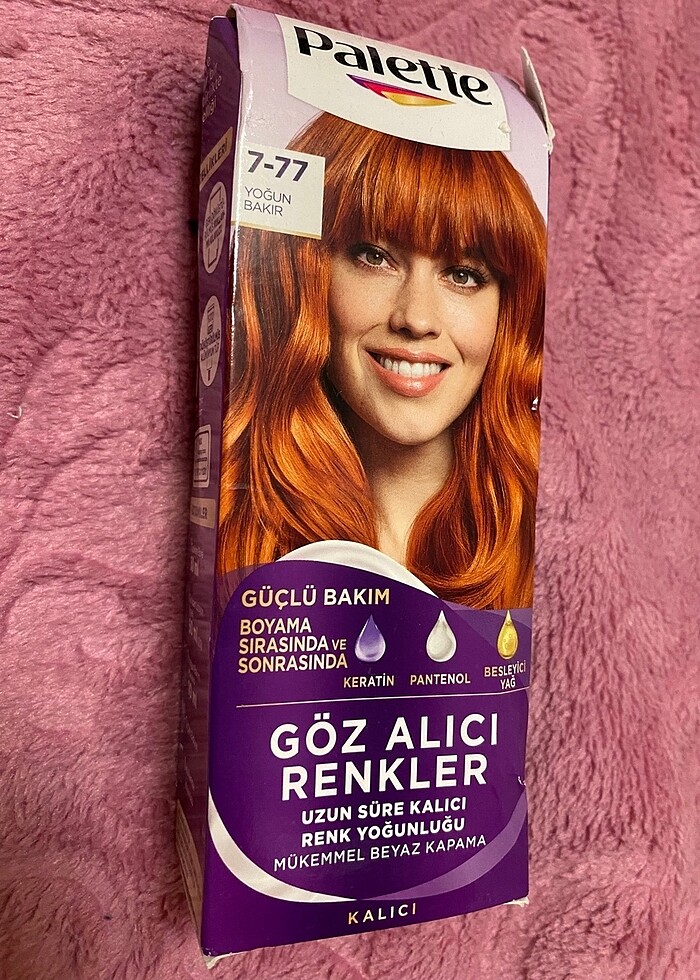 Palette
7-77
YOĞUN
BAKIR
GÜÇLÜ BAKIM
BOYAMA
SIRASINDA VE
SONRASINDA
KERATİN
PANTENOL
BESLEYİCİ
YAĞ
GÖZ ALICI
RENKLER
UZUN SÜRE KALICI
RENK YOĞUNLUĞU
MÜKEMMEL BEYAZ KAPAMA
KALICI